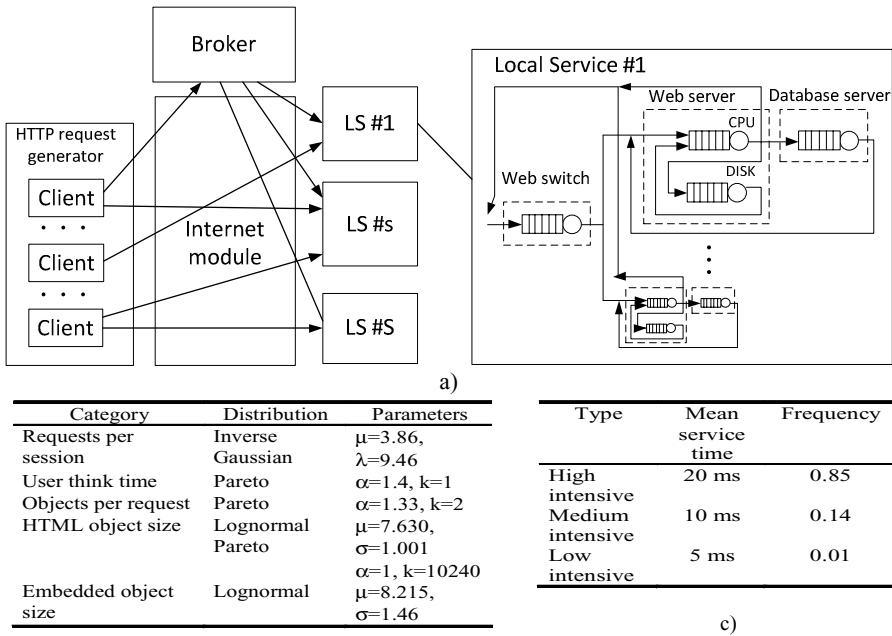 Broker
HTTP request
generator
Client
. . .
Client
. . .
Client
Internet
module
LS #1
LS #s
LS #S
Local Service #1
Web server
Database server
CPU
DISK
Web switch
a)
Category Distribution Parameters
Requests per Inverse μ=3.86,
session Gaussian λ=9.46
User think time Pareto α=1.4, k=1
Objects per request Pareto α=1.33, k=2
HTML object size Lognormal μ=7.630,
Pareto σ=1.001
α=1, k=10240
Embedded object Lognormal μ=8.215,
size σ=1.46
Type Mean Frequency
service
time
High 20 ms 0.85
intensive
Medium 10 ms 0.14
intensive
Low 5 ms 0.01
intensive
c)